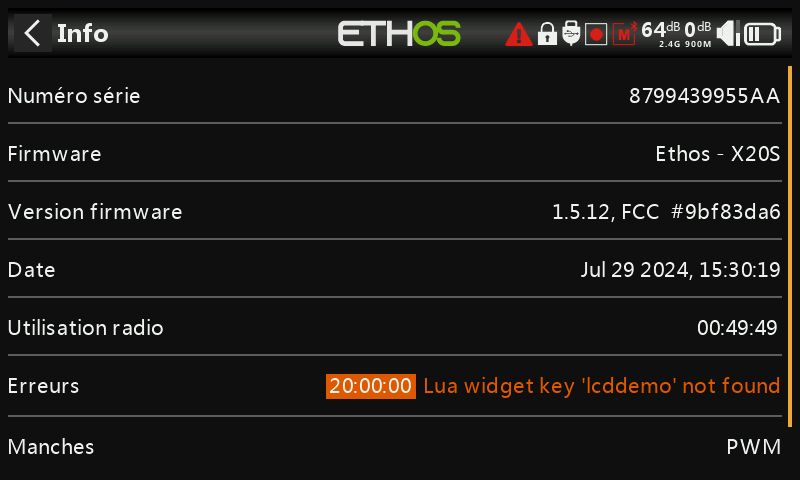 Info ETHOS 64dB 0dB
2.4G 900M
Numéro série 8799439955AA
Firmware Ethos - X20S
Version firmware 1.5.12, FCC #9bf83da6
Date Jul 29 2024, 15:30:19
Utilisation radio 00:49:49
Erreurs 20:00:00 Lua widget key 'lcddemo' not found
Manches PWM